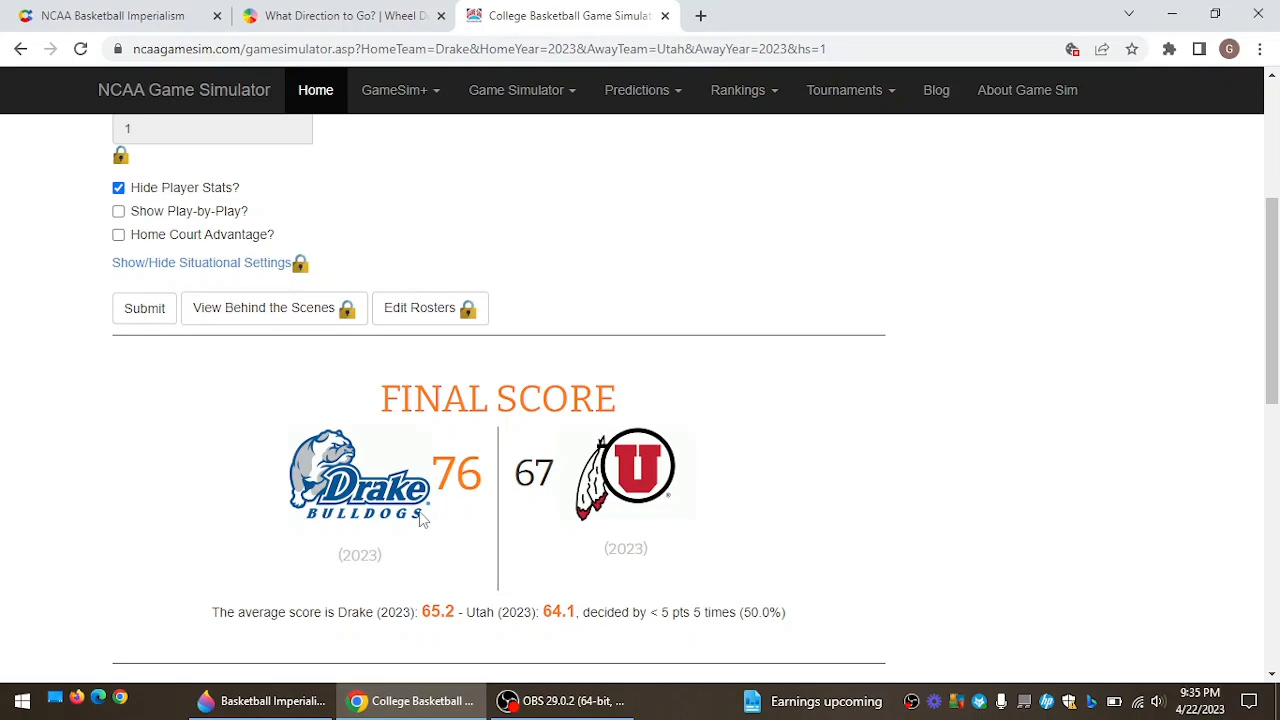 NCAA Basketball Imperialism
What Direction to Go? | Wheel D
College Basketball Game Simulat
ncaagamesim.com/gamesimulator.asp?HomeTeam=Drake&HomeYear=2023&AwayTeam=Utah&AwayYear=2023&hs=1
G
NCAA Game Simulator Home GameSim+ Game Simulator Predictions Rankings Tournaments Blog About Game Sim
1
Hide Player Stats?
Show Play-by-Play?
Home Court Advantage?
Show/Hide Situational Settings
Submit View Behind the Scenes Edit Rosters
FINAL SCORE
Drake 76 67 U
BULLDOGS
(2023) (2023)
The average score is Drake (2023): 65.2 - Utah (2023): 64.1, decided by < 5 pts 5 times (50.0%)
Basketball Imperiali... College Basketball ... OBS 29.0.2 (64-bit, ... Earnings upcoming 9:35 PM
4/22/2023